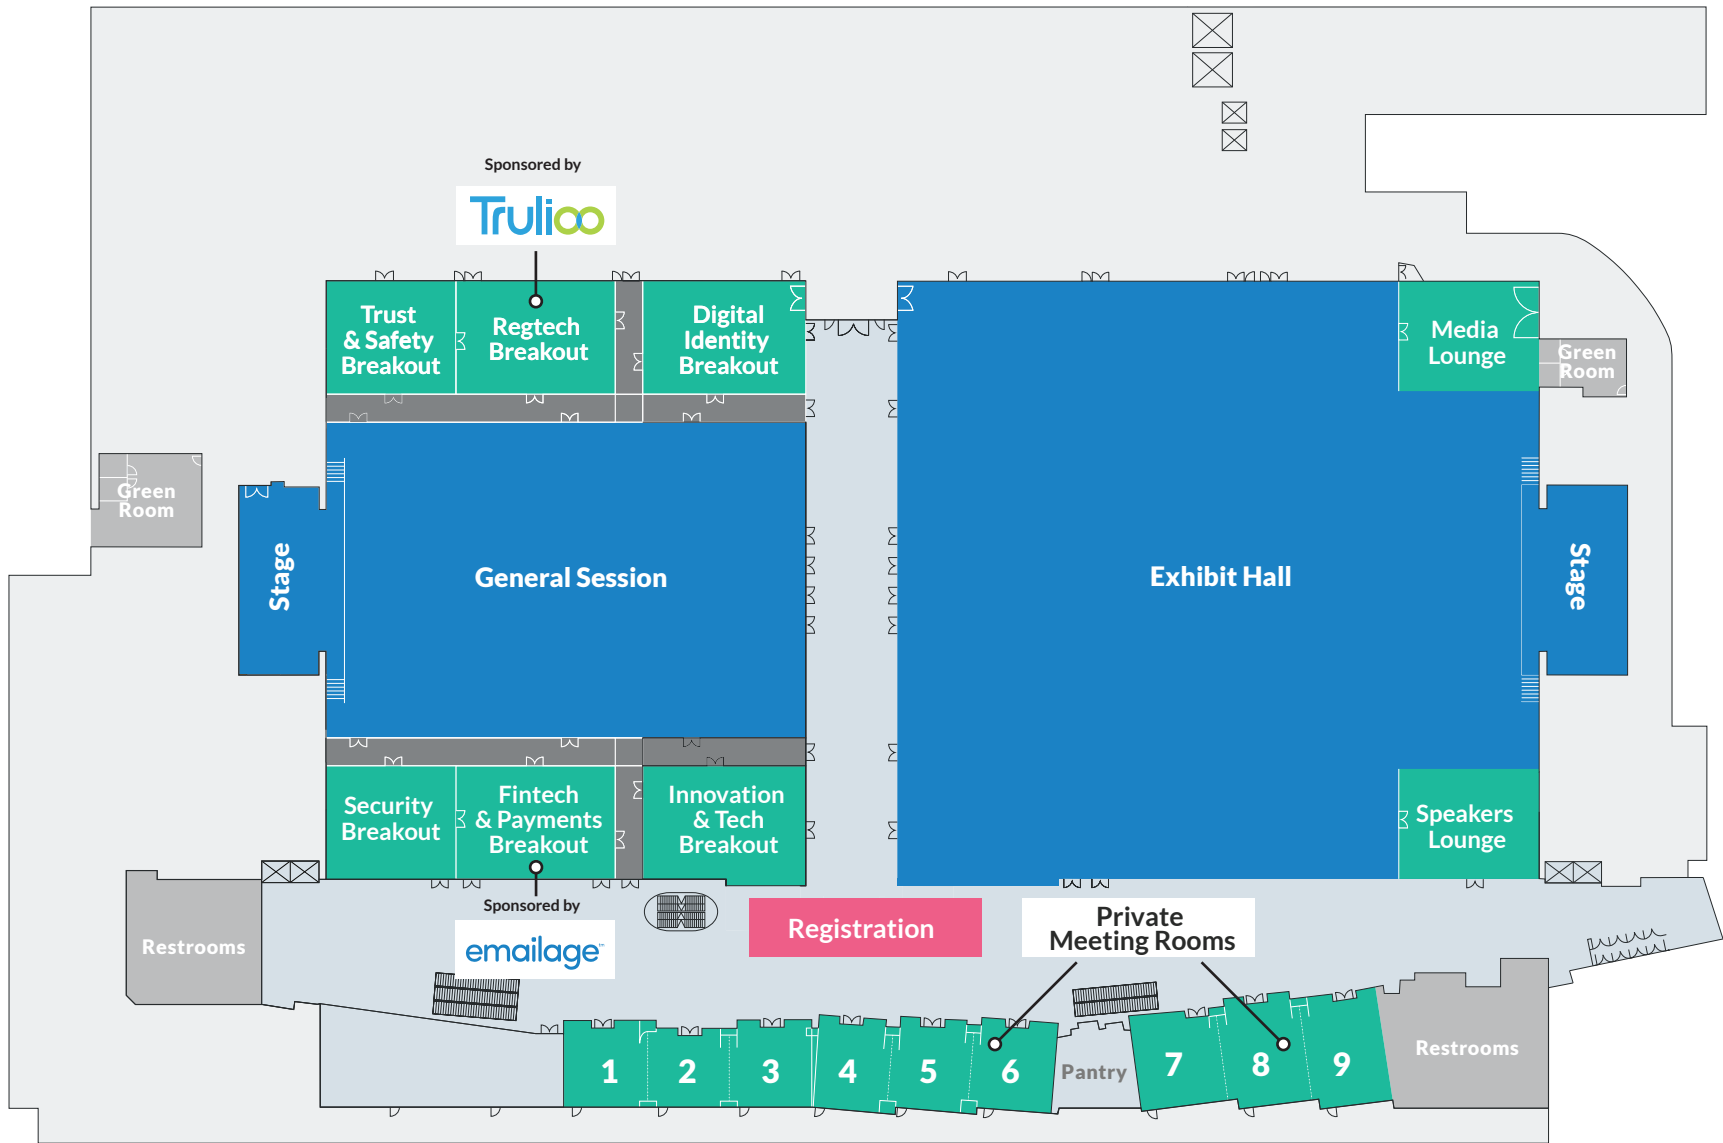 Sponsored by
Trulioo
Trust
& Safety
Breakout
Regtech
Breakout
Digital
Identity
Breakout
Media
Lounge
Green
Room
Green
Room
Stage
General Session
Exhibit Hall
Stage
Security
Breakout
Fintech
& Payments
Breakout
Innovation
& Tech
Breakout
Speakers
Lounge
Sponsored by
emailage™
Registration
Private
Meeting Rooms
Restrooms
1
2
3
4
5
6
Pantry
7
8
9
Restrooms